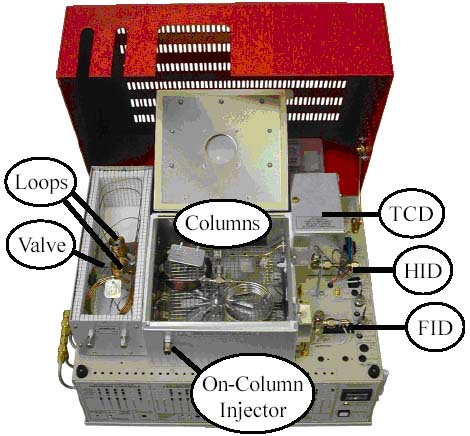 Loops
Valve
Columns
TCD
HID
FID
On-Column
Injector